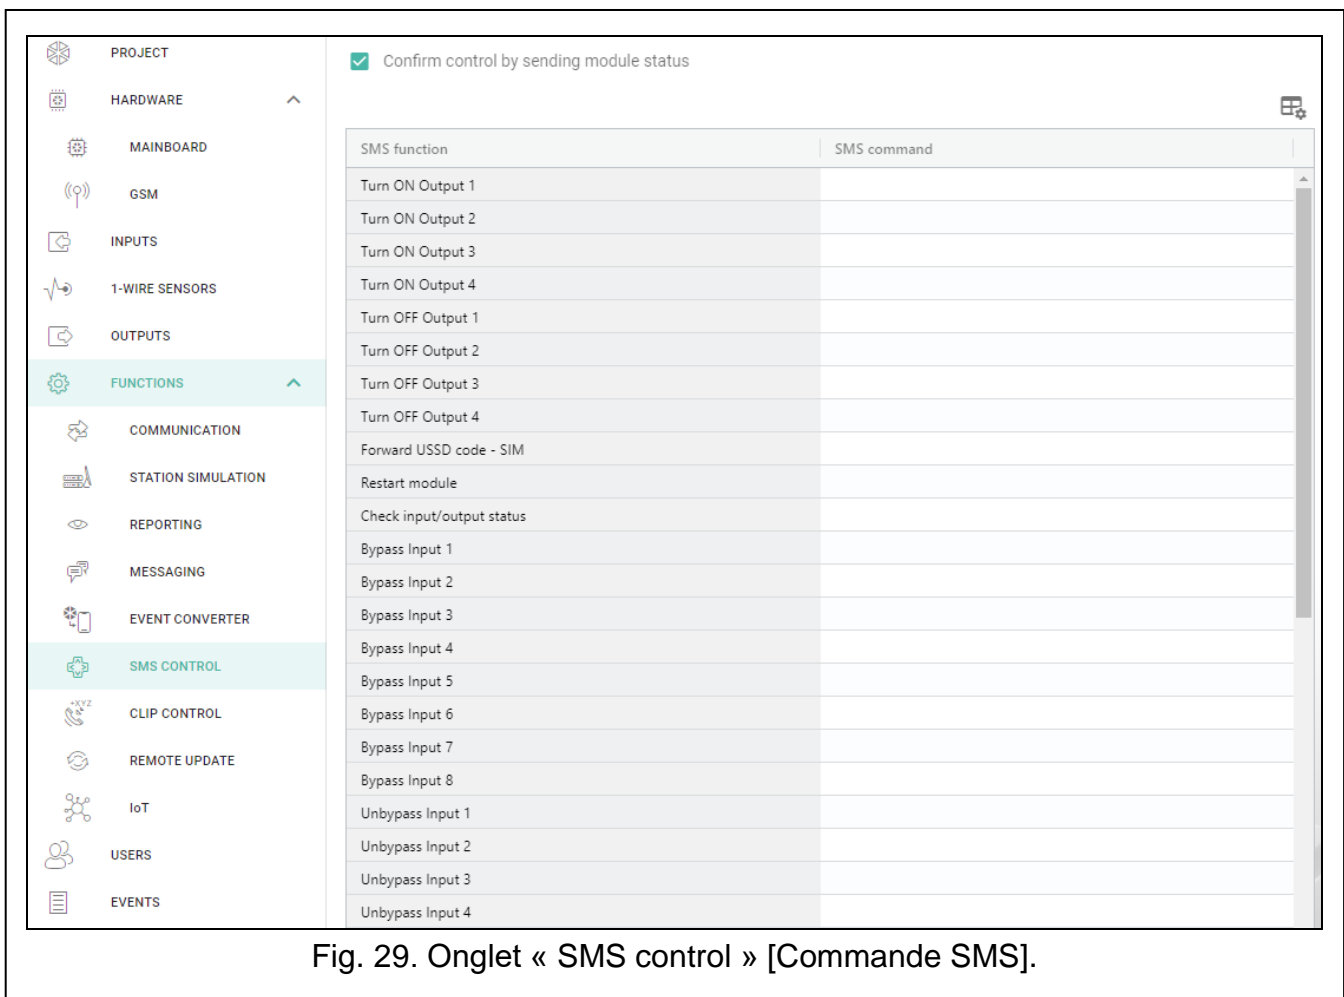 PROJECT
HARDWARE
MAINBOARD
GSM
INPUTS
1-WIRE SENSORS
OUTPUTS
FUNCTIONS
COMMUNICATION
STATION SIMULATION
REPORTING
MESSAGING
EVENT CONVERTER
SMS CONTROL
+XYZ
CLIP CONTROL
REMOTE UPDATE
IoT
USERS
EVENTS
Confirm control by sending module status
SMS function SMS command
Turn ON Output 1
Turn ON Output 2
Turn ON Output 3
Turn ON Output 4
Turn OFF Output 1
Turn OFF Output 2
Turn OFF Output 3
Turn OFF Output 4
Forward USSD code - SIM
Restart module
Check input/output status
Bypass Input 1
Bypass Input 2
Bypass Input 3
Bypass Input 4
Bypass Input 5
Bypass Input 6
Bypass Input 7
Bypass Input 8
Unbypass Input 1
Unbypass Input 2
Unbypass Input 3
Unbypass Input 4
Fig. 29. Onglet « SMS control » [Commande SMS].